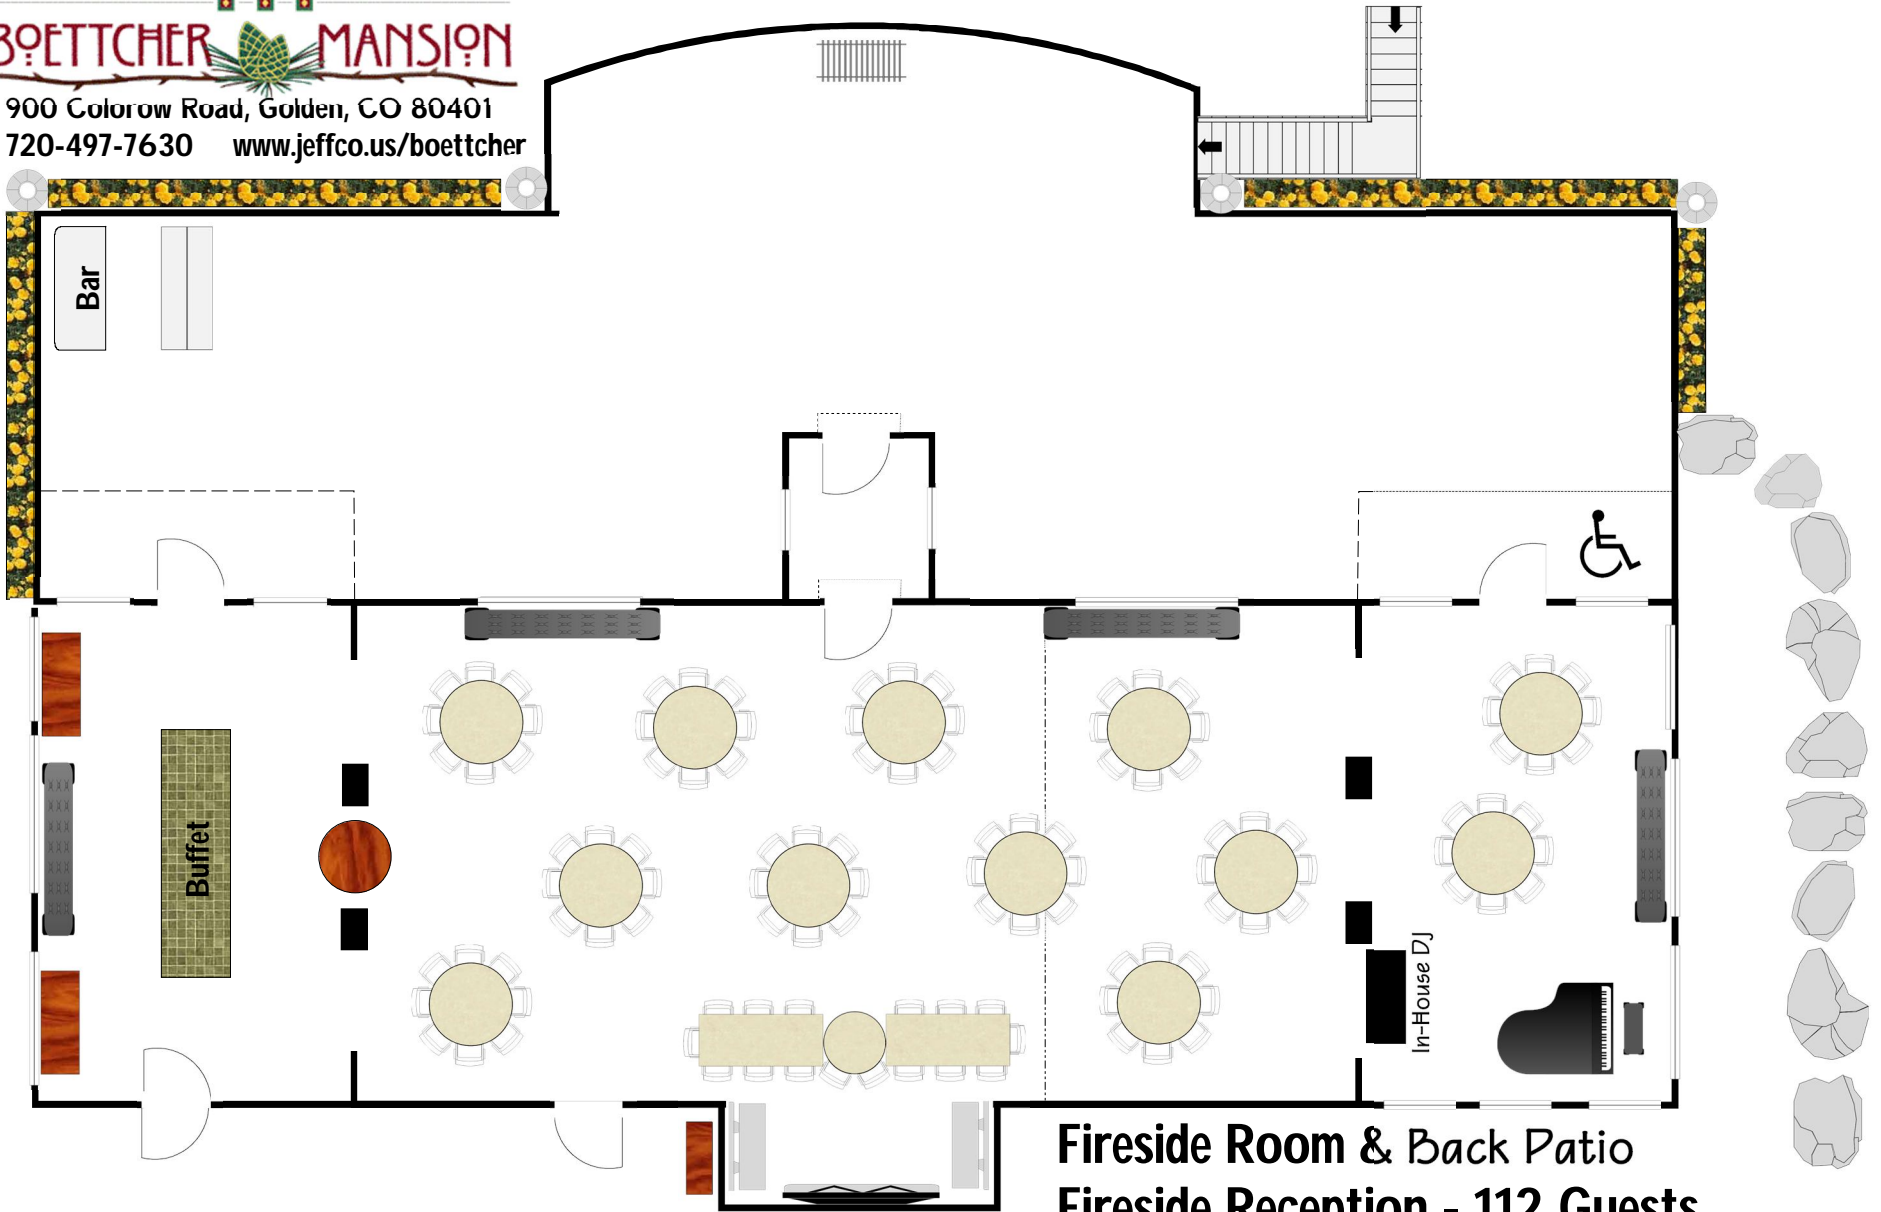 BOETTCHER MANSION
900 Colorow Road, Golden, CO 80401
720-497-7630 www.jeffco.us/boettcher
Bar
Buffet
In-House DJ
Fireside Room & Back Patio
Fireside Reception - 112 Guests